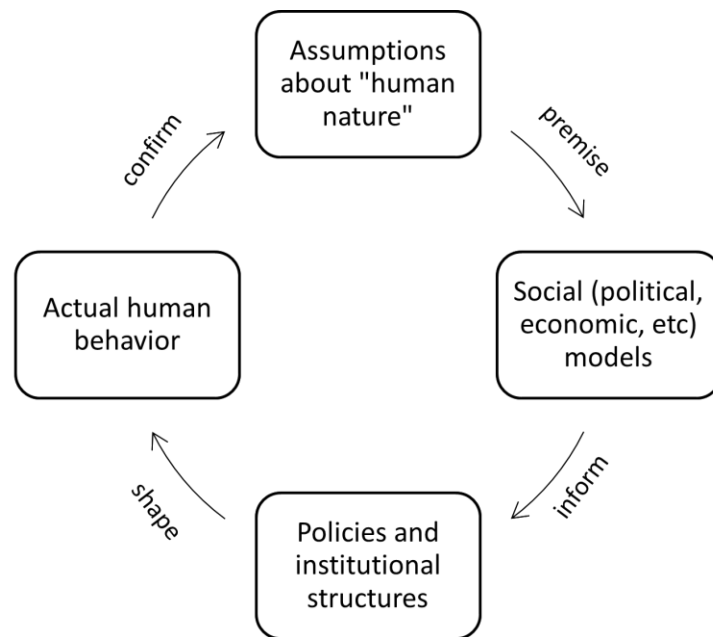 Assumptions
about "human
nature"
premise
Social (political,
economic, etc)
models
inform
Policies and
institutional
structures
shape
Actual human
behavior
confirm